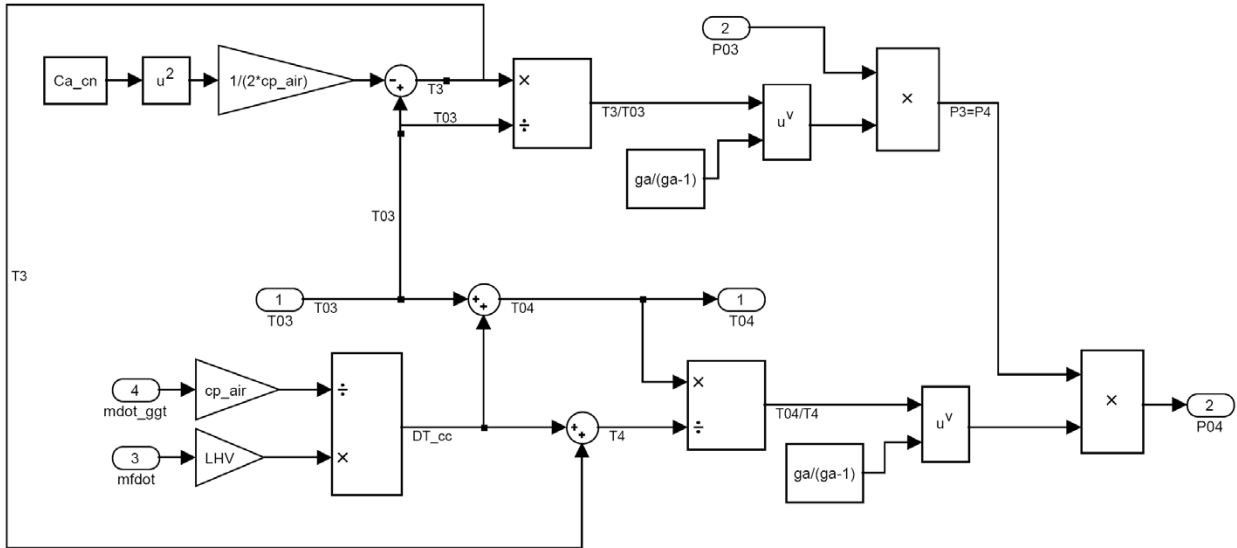 2
P03
Ca_cn
u²
1/(2*cp_air)
-
+
T3
×
÷
T03
T3/T03
u^v
×
P3=P4
ga/(ga-1)
T03
T3
1
T03
T03
+
+
T04
1
T04
4
mdot_ggt
cp_air
÷
×
3
mfdot
LHV
DT_cc
+
+
T4
×
÷
T04/T4
u^v
ga/(ga-1)
×
2
P04